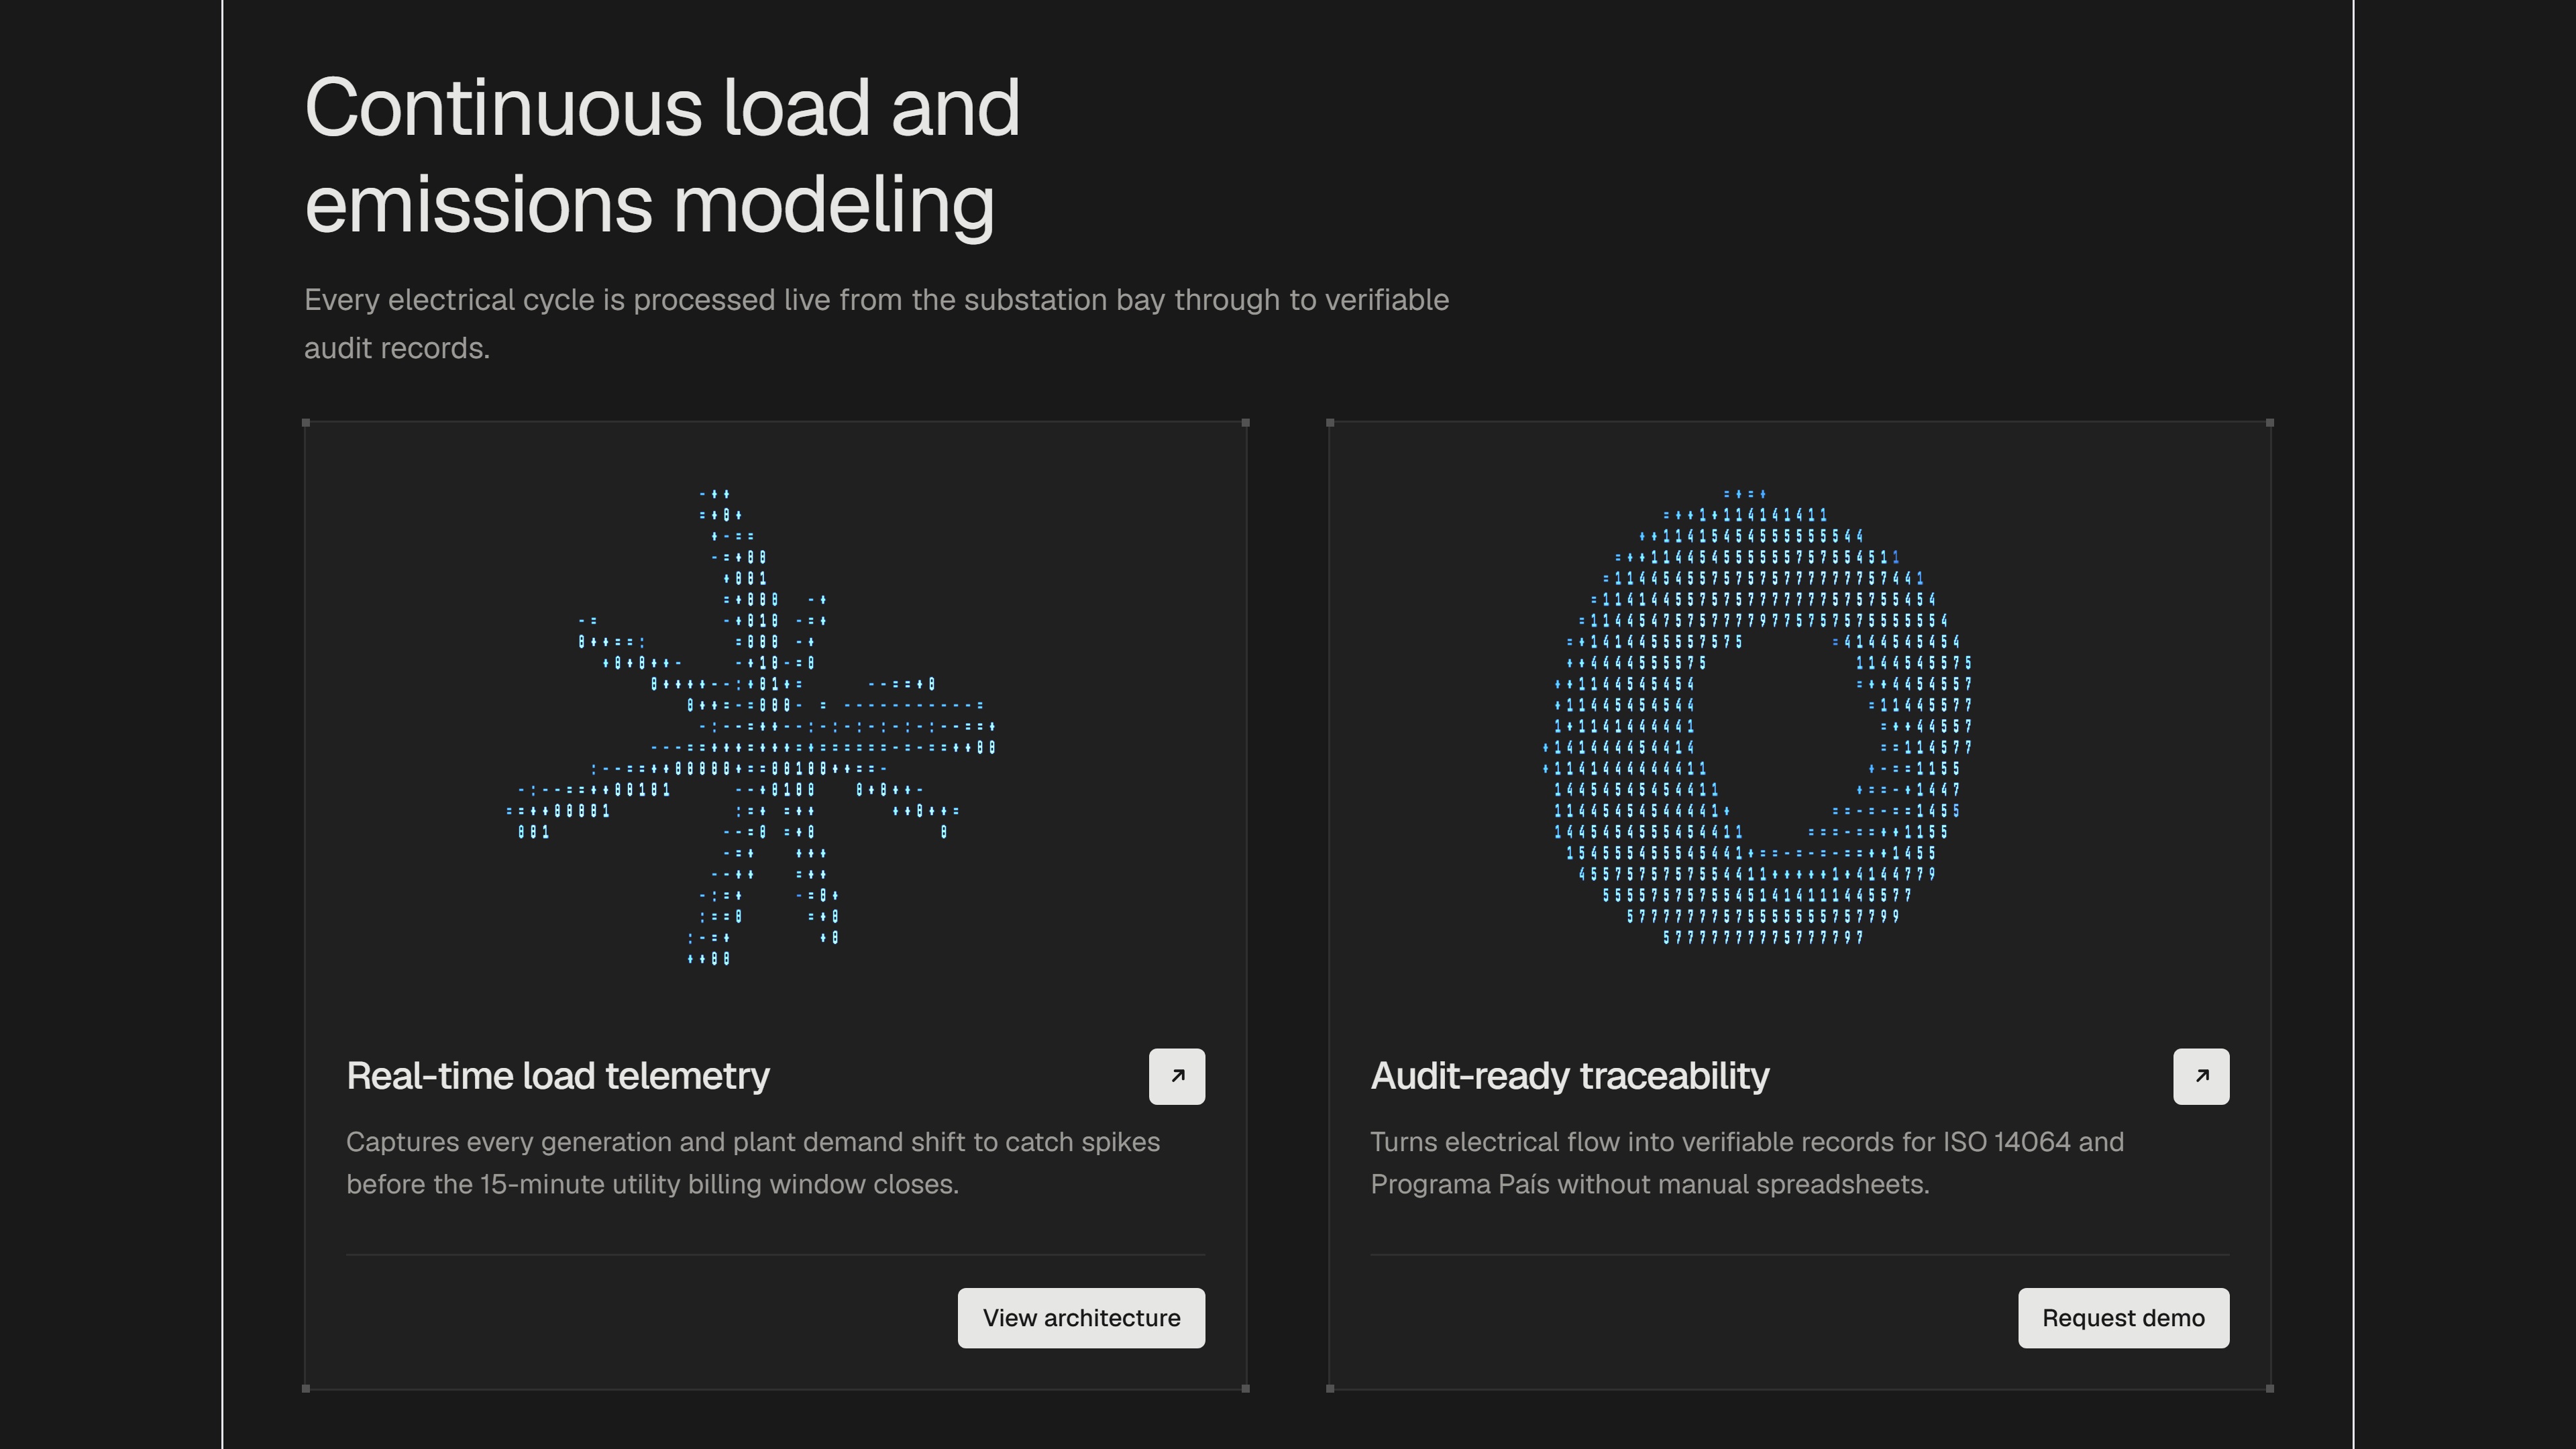 Continuous load and
emissions modeling
Every electrical cycle is processed live from the substation bay through to verifiable
audit records.
Real-time load telemetry
Captures every generation and plant demand shift to catch spikes
before the 15-minute utility billing window closes.
View architecture
Audit-ready traceability
Turns electrical flow into verifiable records for ISO 14064 and
Programa País without manual spreadsheets.
Request demo